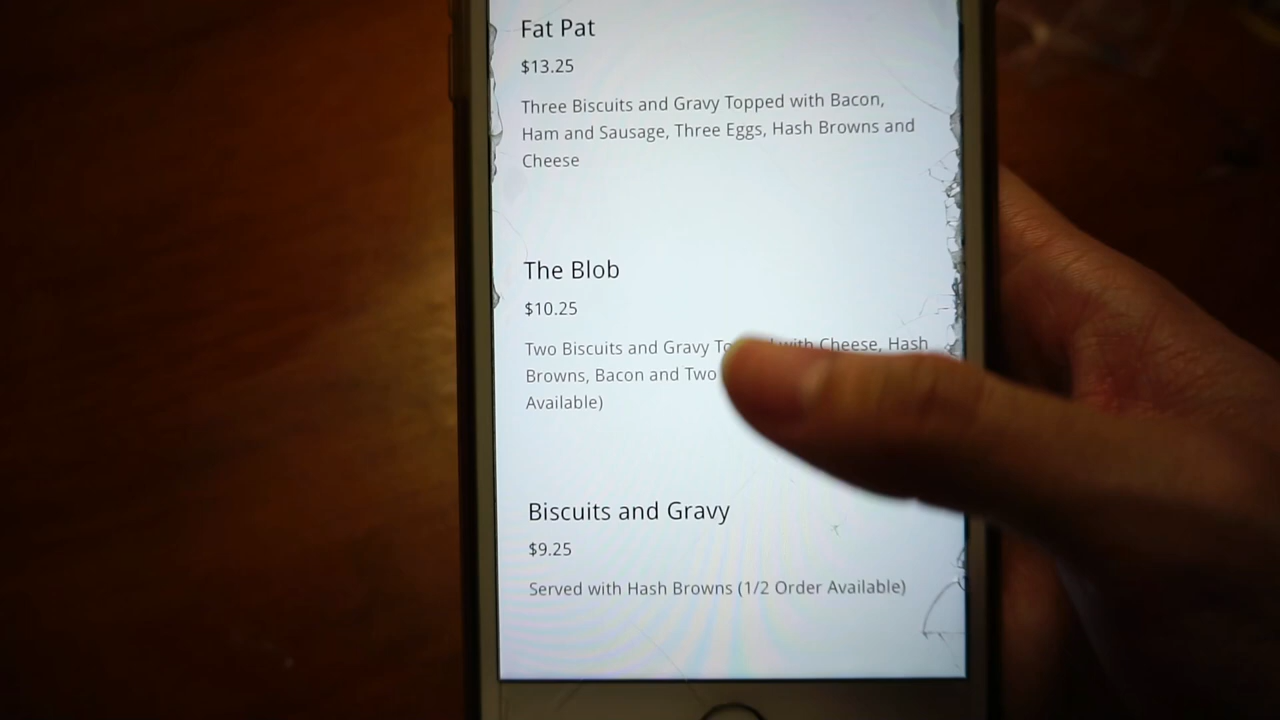 Fat Pat
$13.25
Three Biscuits and Gravy Topped with Bacon,
Ham and Sausage, Three Eggs, Hash Browns and
Cheese
The Blob
$10.25
Two Biscuits and Gravy with Cheese, Hash
Browns, Bacon and Two
Available)
Biscuits and Gravy
$9.25
Served with Hash Browns (1/2 Order Available)